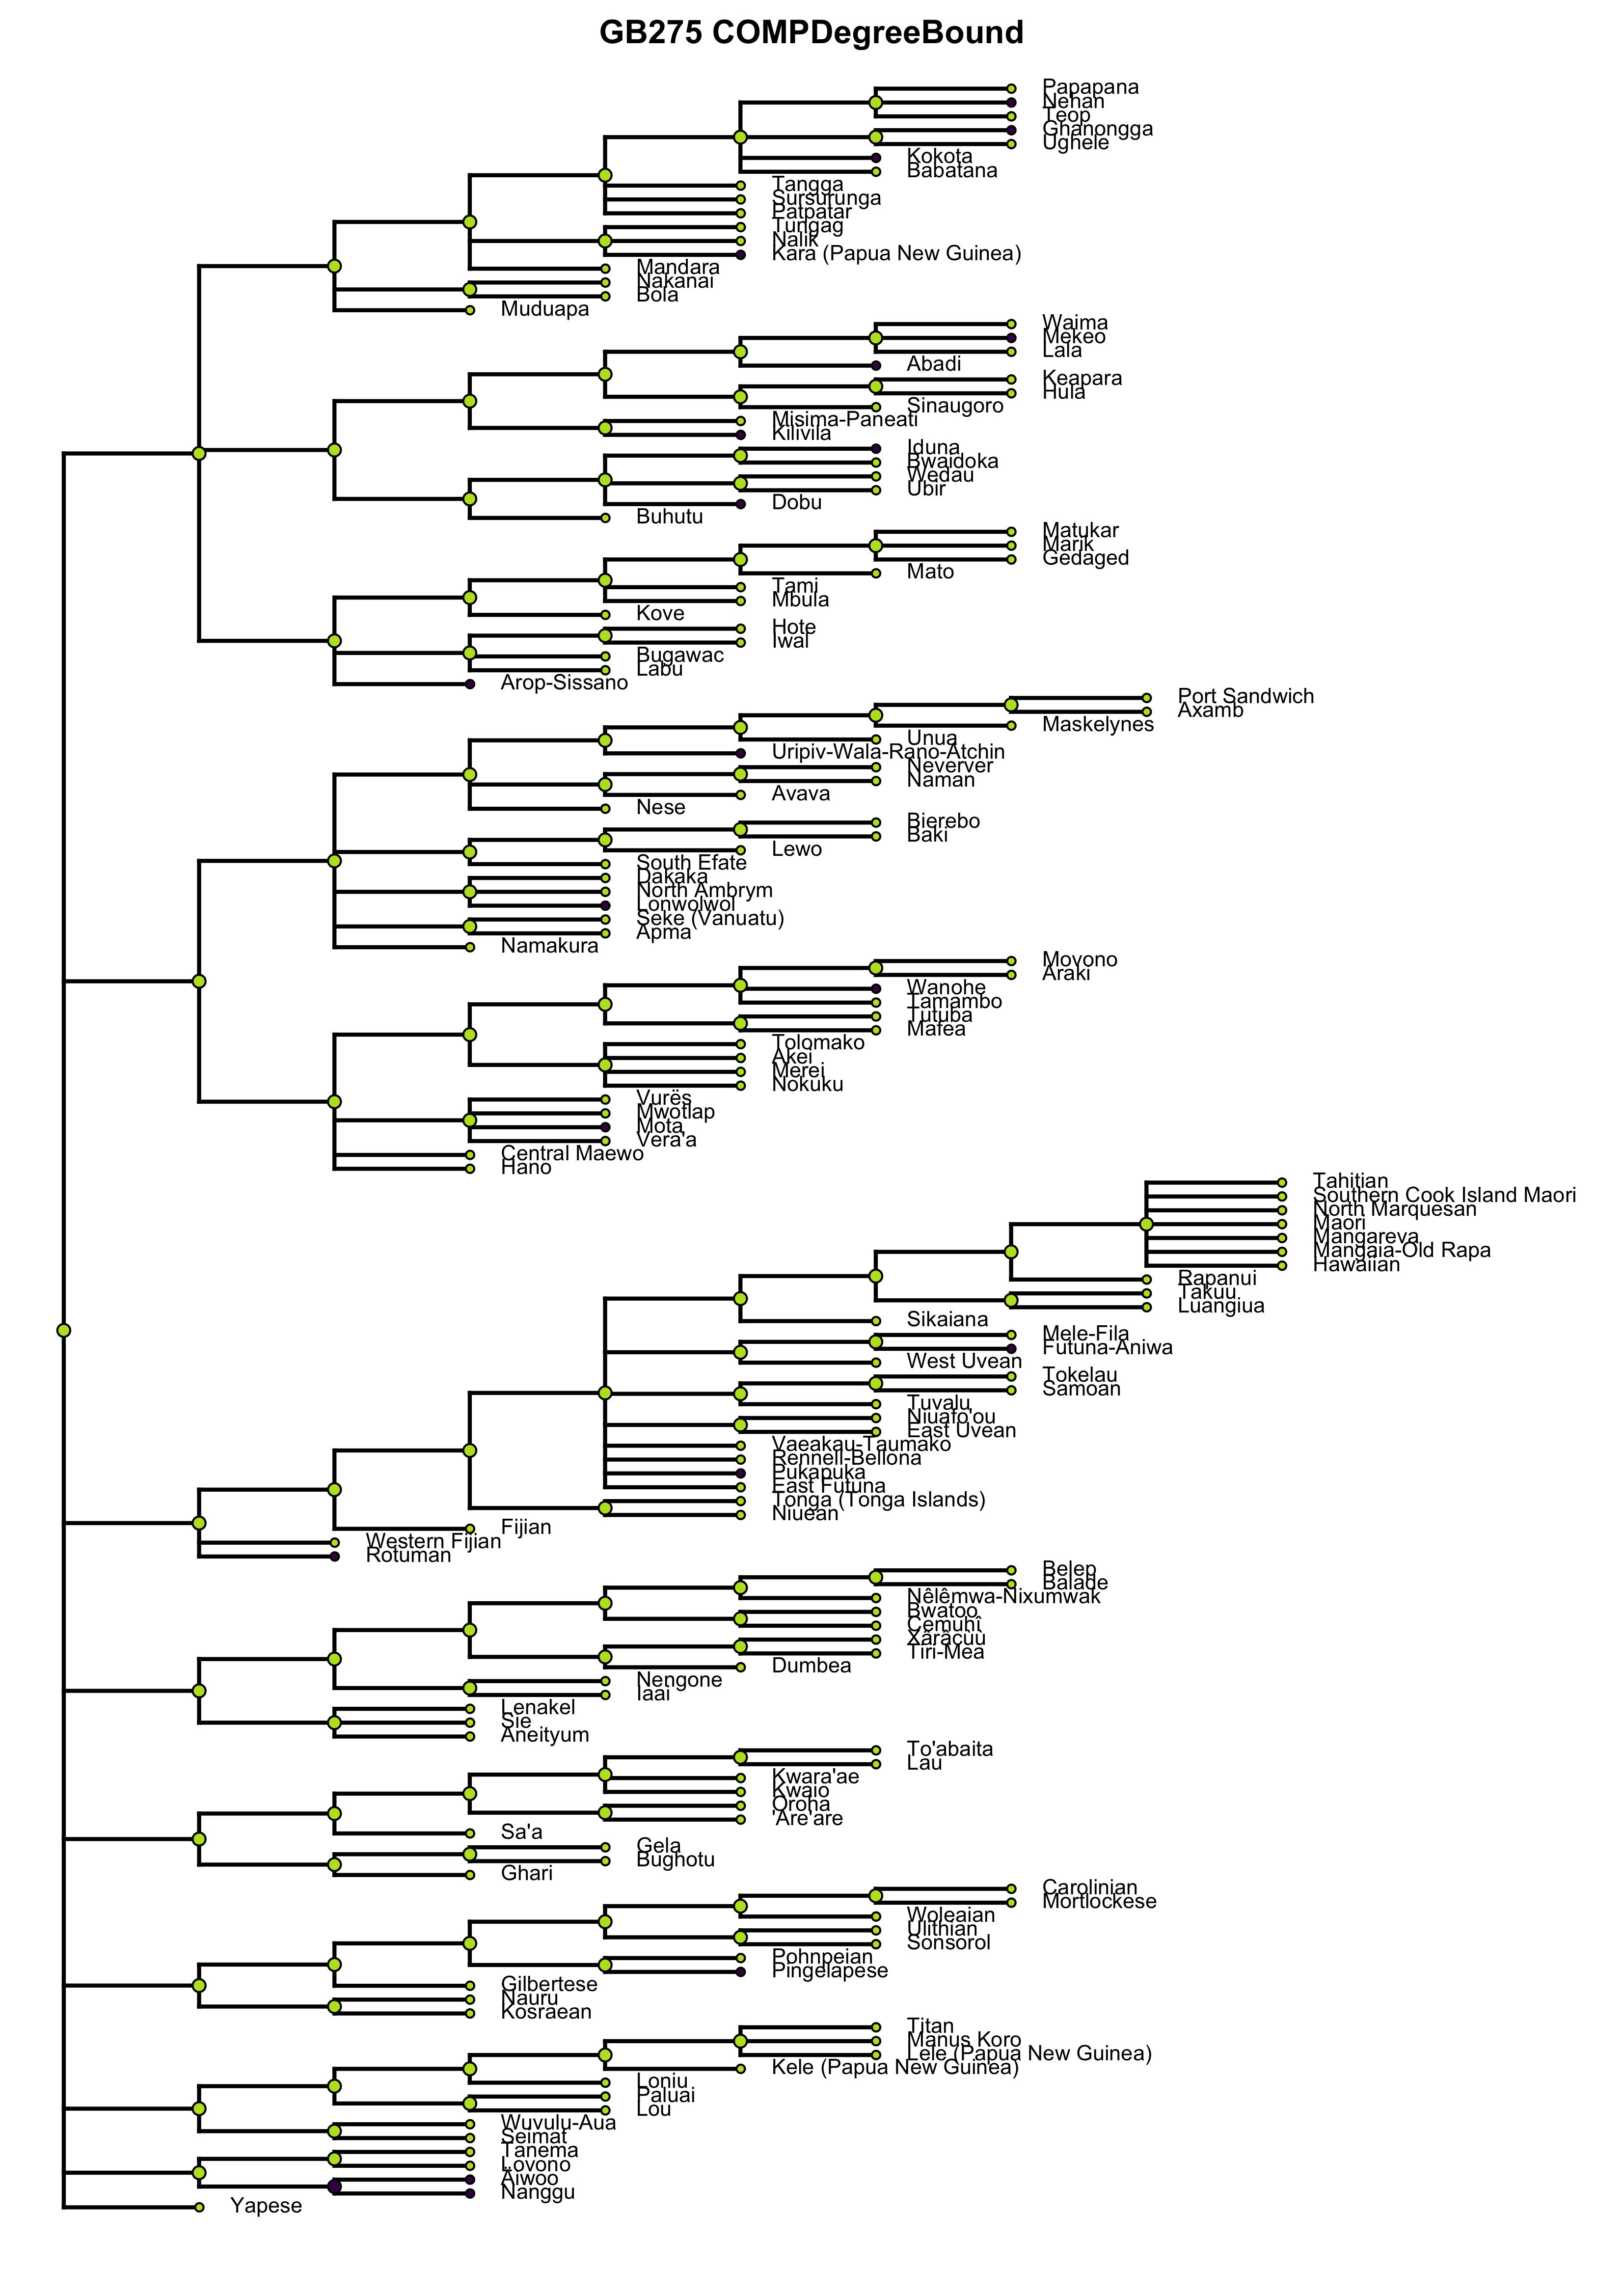 GB275 COMPDegreeBound
Papapana
Nehan
Teop
Ghanongga
Ughele
Kokota
Babatana
Tangga
Sursurunga
Patpatar
Tungag
Nalik
Kara (Papua New Guinea)
Mandara
Nakanai
Bola
Muduapa
Waima
Mekeo
Lala
Abadi
Keapara
Hula
Sinaugoro
Misima-Paneati
Kilivila
Iduna
Bwaidoka
Wedau
Ubir
Dobu
Buhutu
Matukar
Marik
Gedaged
Mato
Tami
Mbula
Kove
Hote
Iwal
Bugawac
Labu
Arop-Sissano
Port Sandwich
Axamb
Maskelynes
Unua
Uripiv-Wala-Rano-Atchin
Neverver
Naman
Avava
Nese
Bierebo
Baki
Lewo
South Efate
Dakaka
North Ambrym
Lonwolwol
Seke (Vanuatu)
Apma
Namakura
Movono
Araki
Wanohe
Tamambo
Tutuba
Mafea
Tolomako
Akei
Merei
Nokuku
Vurës
Mwotlap
Mota
Vera'a
Central Maewo
Hano
Tahitian
Southern Cook Island Maori
North Marquesan
Maori
Mangareva
Mangaia-Old Rapa
Hawaiian
Rapanui
Takuu
Luangiua
Sikaiana
Mele-Fila
Futuna-Aniwa
West Uvean
Tokelau
Samoan
Tuvalu
Niuafo'ou
East Uvean
Vaeakau-Taumako
Rennell-Bellona
Pukapuka
East Futuna
Tonga (Tonga Islands)
Niuean
Fijian
Western Fijian
Rotuman
Belep
Balade
Nêlêmwa-Nixumwak
Bwatoo
Cemuhî
Xârâcùù
Tiri-Mea
Dumbea
Nengone
Iaai
Lenakel
Sie
Aneityum
To'abaita
Lau
Kwara'ae
Kwaio
Oroha
'Are'are
Sa'a
Gela
Bughotu
Ghari
Carolinian
Mortlockese
Woleaian
Ulithian
Sonsorol
Pohnpeian
Pingelapese
Gilbertese
Nauru
Kosraean
Titan
Manus Koro
Lele (Papua New Guinea)
Kele (Papua New Guinea)
Loniu
Paluai
Lou
Wuvulu-Aua
Seimat
Tanema
Lovono
Äiwoo
Nanggu
Yapese